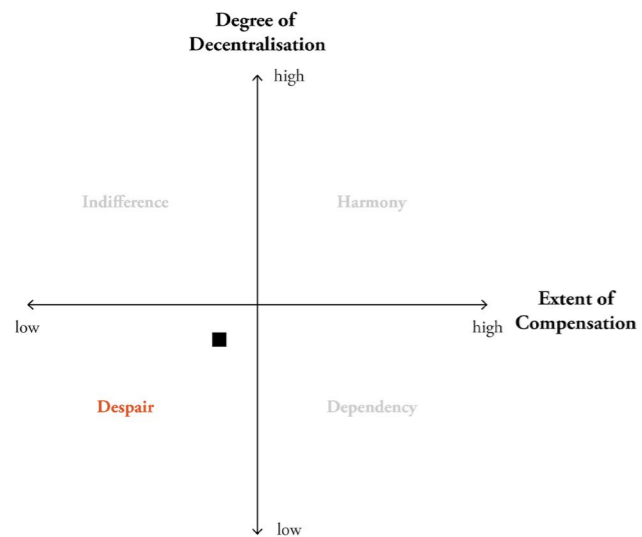 Degree of
Decentralisation
high
Indifference
Harmony
Extent of
Compensation
low
high
Despair
Dependency
low